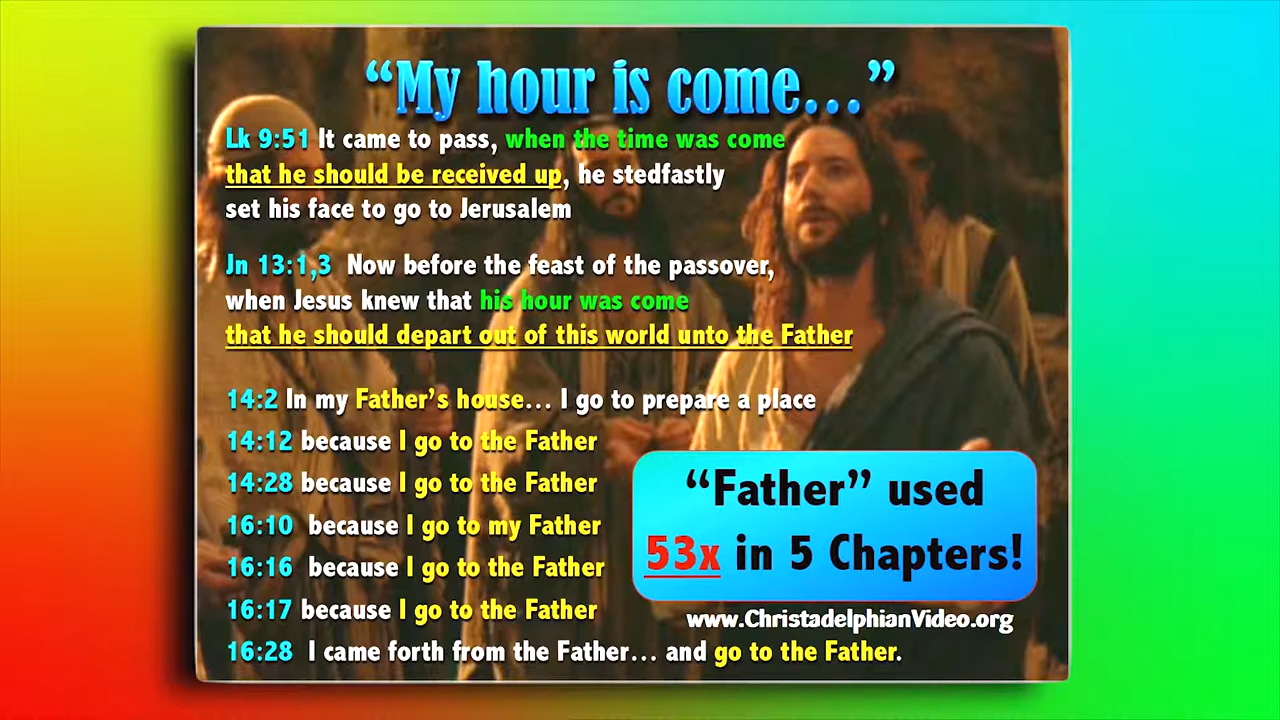 “My hour is come...”
Lk 9:51 It came to pass, when the time was come
that he should be received up, he stedfastly
set his face to go to Jerusalem
Jn 13:1,3 Now before the feast of the passover,
when Jesus knew that his hour was come
that he should depart out of this world unto the Father
14:2 In my Father’s house... I go to prepare a place
14:12 because I go to the Father
14:28 because I go to the Father
16:10 because I go to my Father
16:16 because I go to the Father
16:17 because I go to the Father
16:28 I came forth from the Father... and go to the Father.
“Father” used
53x in 5 Chapters!
www.ChristadelphianVideo.org